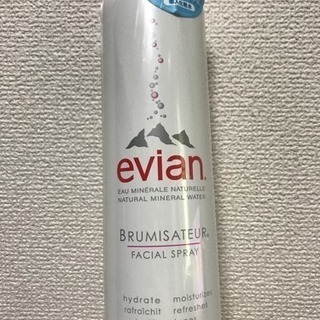 evian.
EAU MINÉRALE NATURELLE
NATURAL MINERAL WATER
BRUMISATEUR®
FACIAL SPRAY
hydrate moisturizes
rafraîchit refreshes